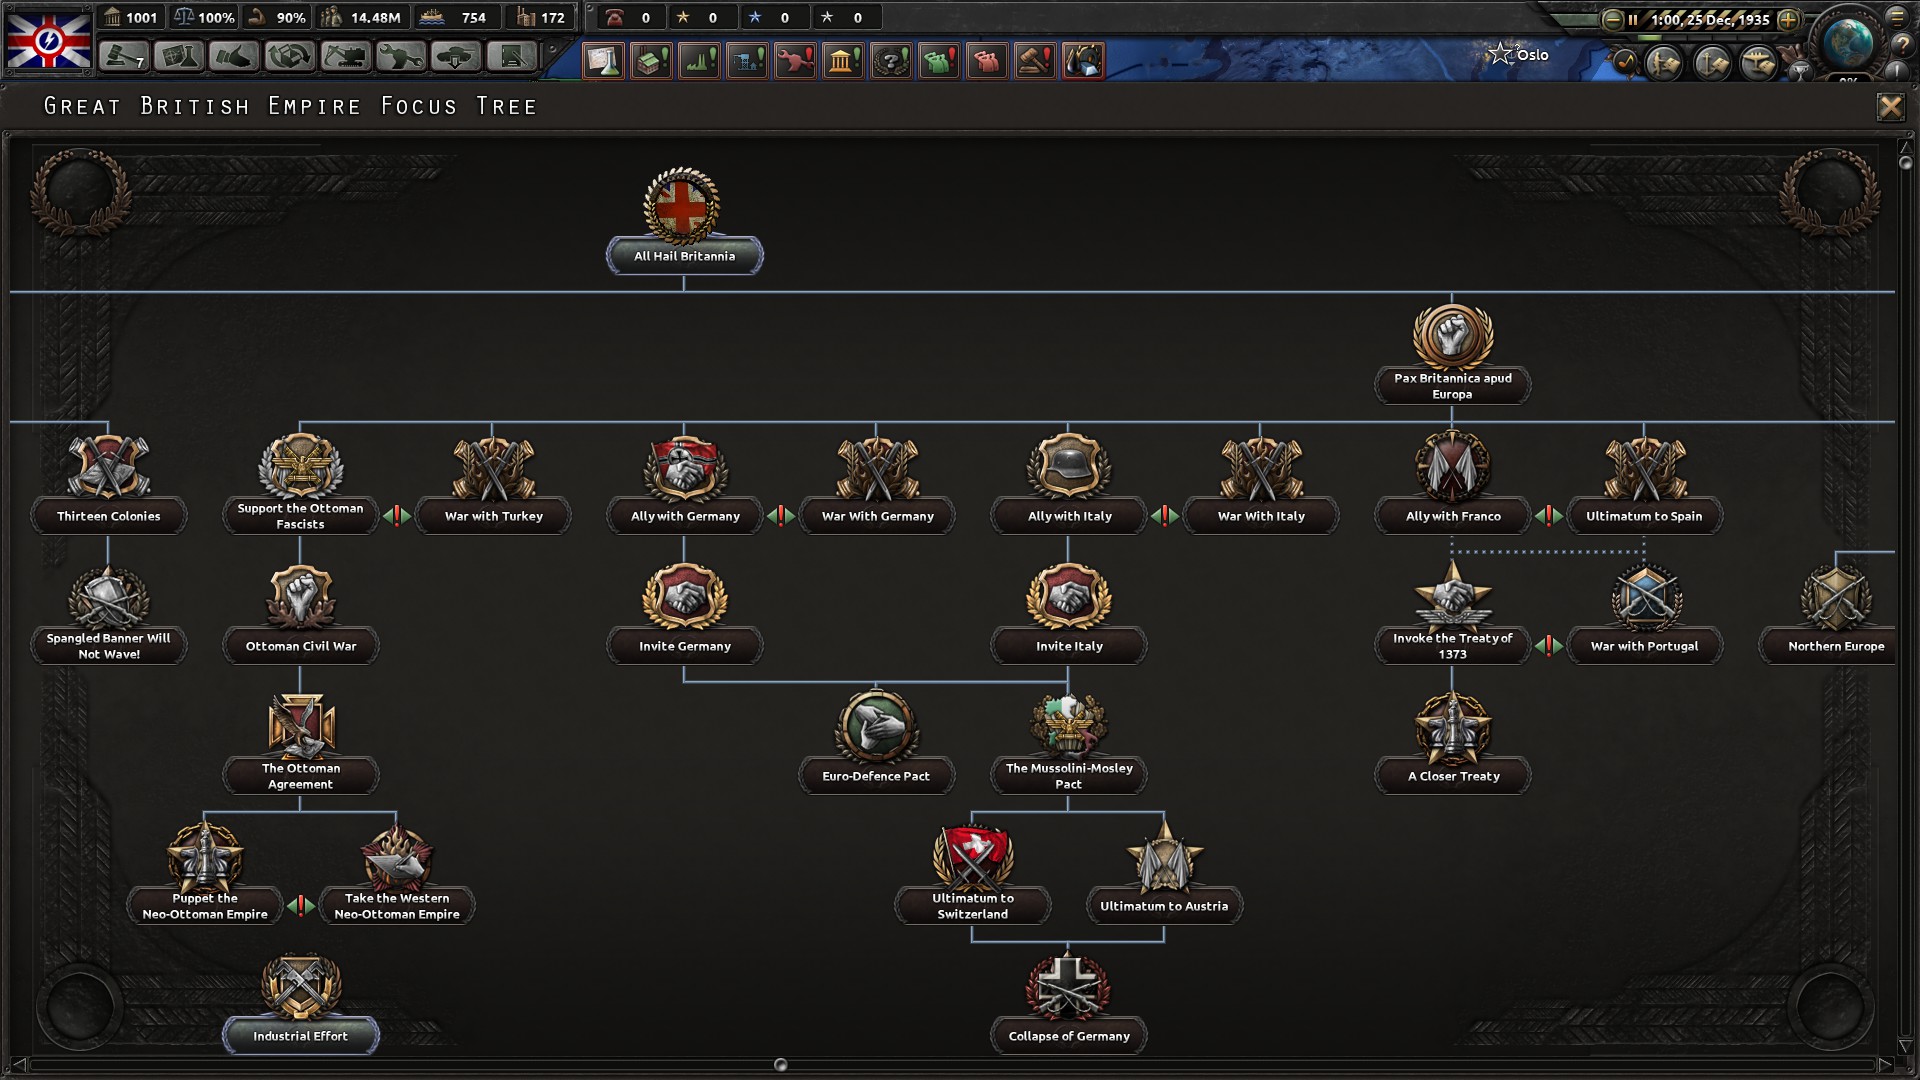 1001 100% 90% 14.48M 754 172 0 0 0 0 1:00, 25 Dec, 1935
7
Oslo
Great British Empire Focus Tree
All Hail Britannia
Pax Britannica apud
Europa
Thirteen Colonies
Support the Ottoman
Fascists
War with Turkey
Ally with Germany
War With Germany
Ally with Italy
War With Italy
Ally with Franco
Ultimatum to Spain
Spangled Banner Will
Not Wave!
Ottoman Civil War
Invite Germany
Invite Italy
Invoke the Treaty of
1373
War with Portugal
Northern Europe
The Ottoman
Agreement
Euro-Defence Pact
The Mussolini-Mosley
Pact
A Closer Treaty
Puppet the
Neo-Ottoman Empire
Take the Western
Neo-Ottoman Empire
Ultimatum to
Switzerland
Ultimatum to Austria
Industrial Effort
Collapse of Germany